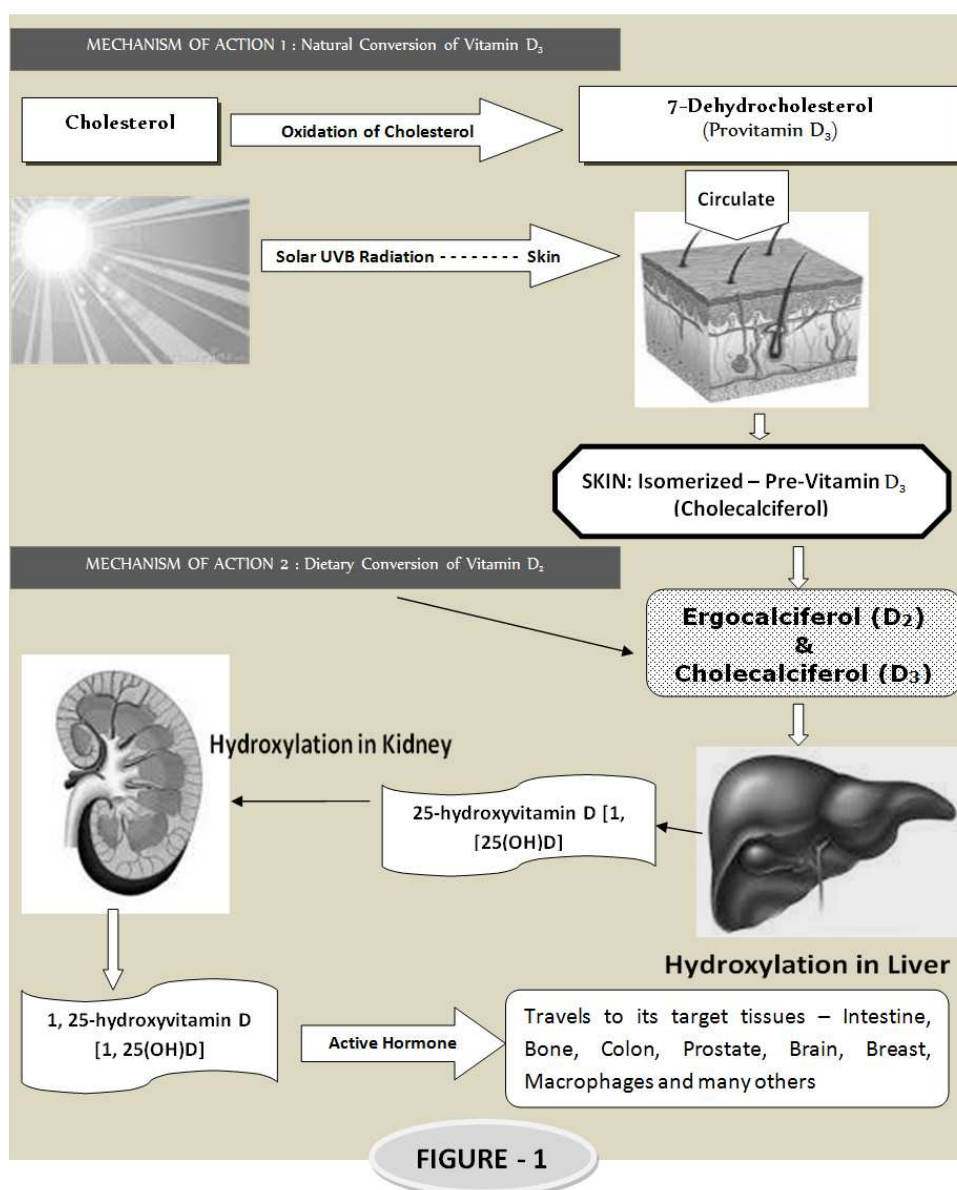 MECHANISM OF ACTION 1 : Natural Conversion of Vitamin D₃
Cholesterol
Oxidation of Cholesterol
7-Dehydrocholesterol
(Provitamin D₃)
Circulate
Solar UVB Radiation - - - - - - - - Skin
SKIN: Isomerized – Pre-Vitamin D₃
(Cholecalciferol)
MECHANISM OF ACTION 2 : Dietary Conversion of Vitamin D₂
Ergocalciferol (D₂)
&
Cholecalciferol (D₃)
Hydroxylation in Kidney
25-hydroxyvitamin D [1,
[25(OH)D]
Hydroxylation in Liver
1, 25-hydroxyvitamin D
[1, 25(OH)D]
Active Hormone
Travels to its target tissues – Intestine,
Bone, Colon, Prostate, Brain, Breast,
Macrophages and many others
FIGURE - 1